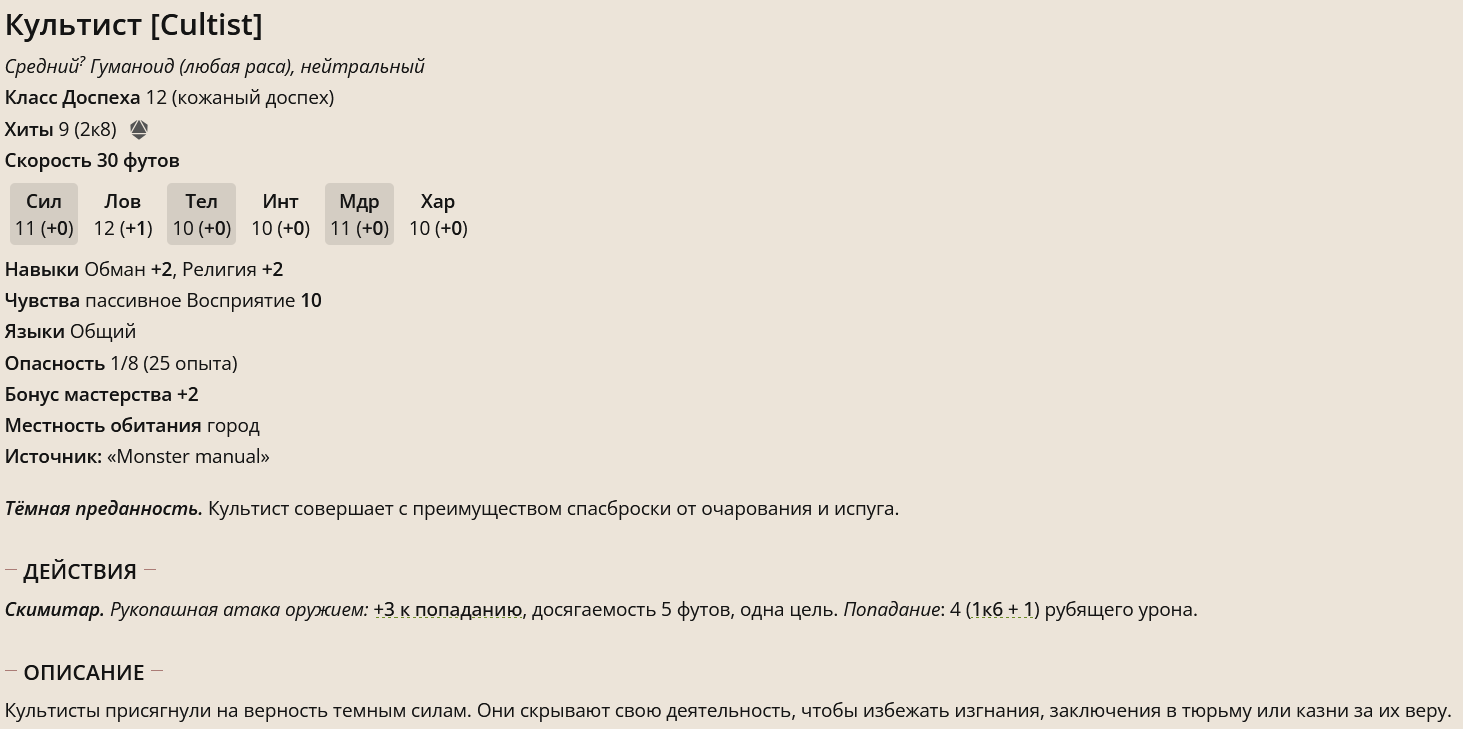 Культист [Cultist]
Средний? Гуманоид (любая раса), нейтральный
Класс Доспеха 12 (кожаный доспех)
Хиты 9 (2к8)
Скорость 30 футов
Сил Лов Тел Инт Мдр Хар
11 (+0) 12 (+1) 10 (+0) 10 (+0) 11 (+0) 10 (+0)
Навыки Обман +2, Религия +2
Чувства пассивное Восприятие 10
Языки Общий
Опасность 1/8 (25 опыта)
Бонус мастерства +2
Местность обитания город
Источник: «Monster manual»
Тёмная преданность. Культист совершает с преимуществом спасброски от очарования и испуга.
— ДЕЙСТВИЯ —
Скимитар. Рукопашная атака оружием: +3 к попаданию, досягаемость 5 футов, одна цель. Попадание: 4 (1к6 + 1) рубящего урона.
— ОПИСАНИЕ —
Культисты присягнули на верность темным силам. Они скрывают свою деятельность, чтобы избежать изгнания, заключения в тюрьму или казни за их веру.